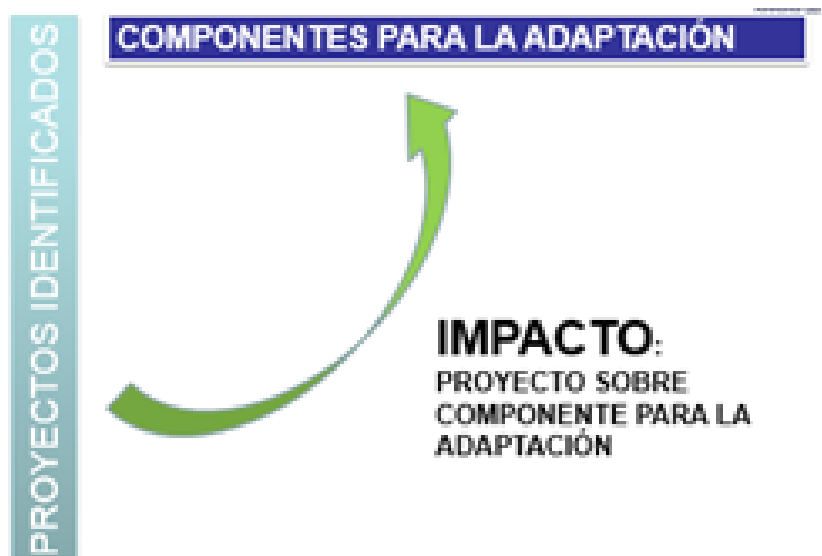 COMPONENTES PARA LA ADAPTACIÓN
PROYECTOS IDENTIFICADOS
IMPACTO:
PROYECTO SOBRE
COMPONENTE PARA LA
ADAPTACIÓN